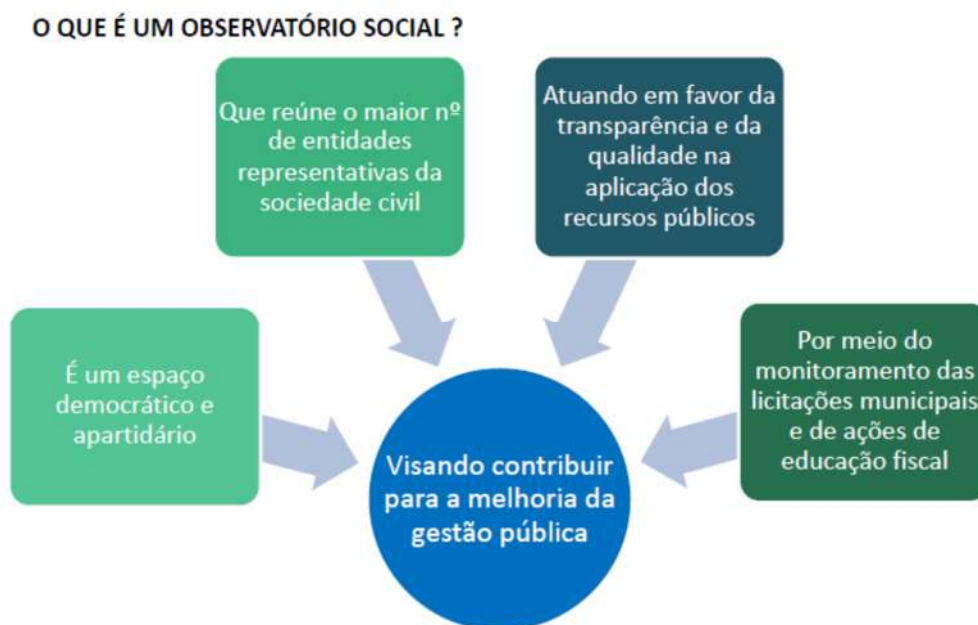 O QUE É UM OBSERVATÓRIO SOCIAL ?
É um espaço
democrático e
apartidário
Que reúne o maior nº
de entidades
representativas da
sociedade civil
Atuando em favor da
transparência e da
qualidade na
aplicação dos
recursos públicos
Por meio do
monitoramento das
licitações municipais
e de ações de
educação fiscal
Visando contribuir
para a melhoria da
gestão pública